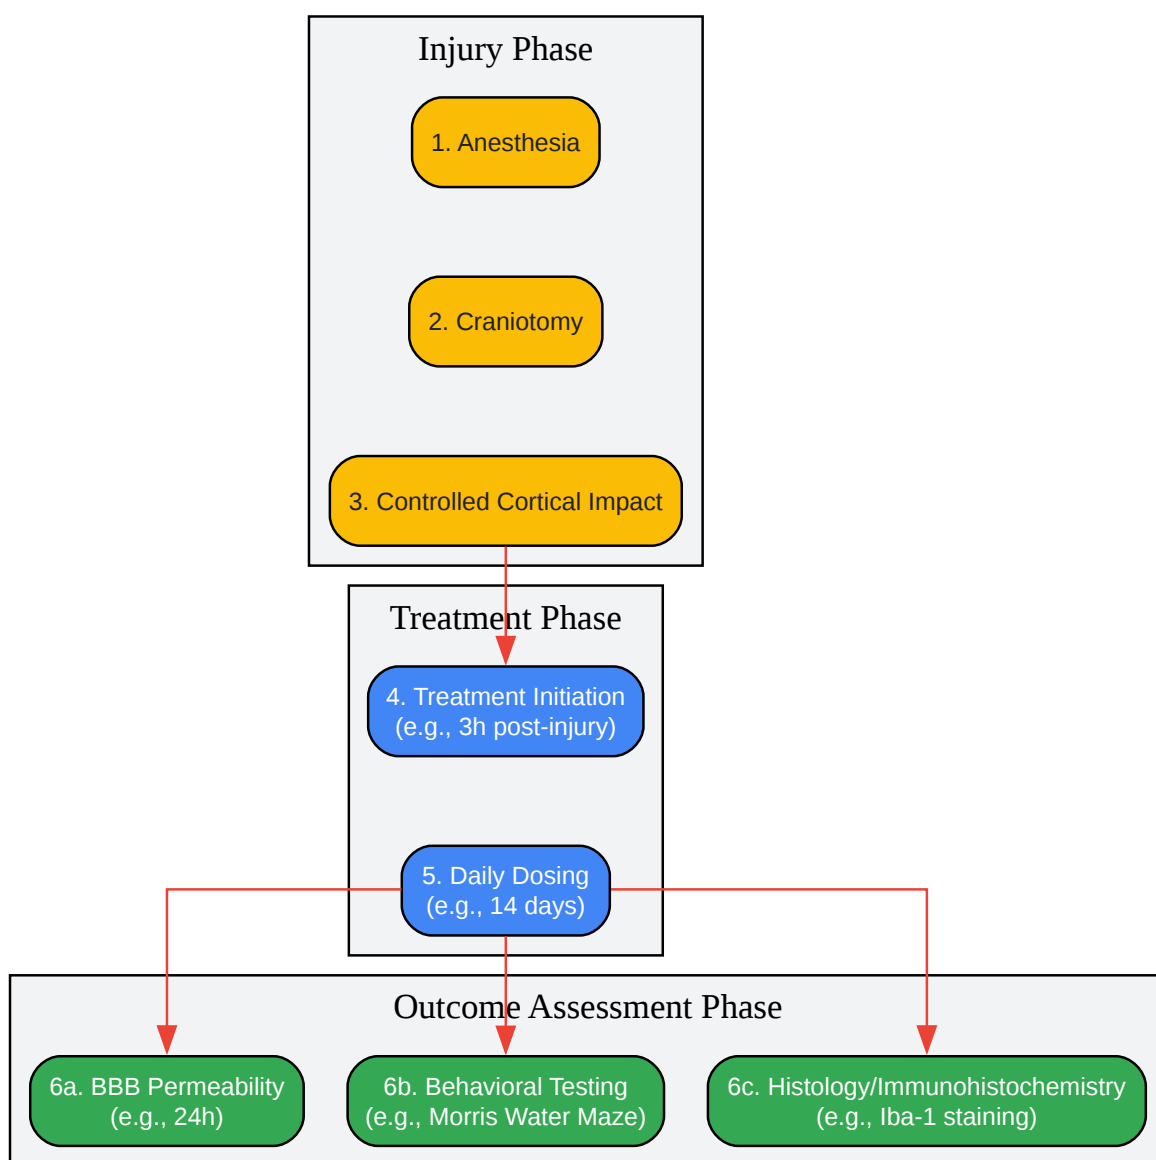 Injury Phase
1. Anesthesia
2. Craniotomy
3. Controlled Cortical Impact
Treatment Phase
4. Treatment Initiation
(e.g., 3h post-injury)
5. Daily Dosing
(e.g., 14 days)
Outcome Assessment Phase
6a. BBB Permeability
(e.g., 24h)
6b. Behavioral Testing
(e.g., Morris Water Maze)
6c. Histology/Immunohistochemistry
(e.g., Iba-1 staining)